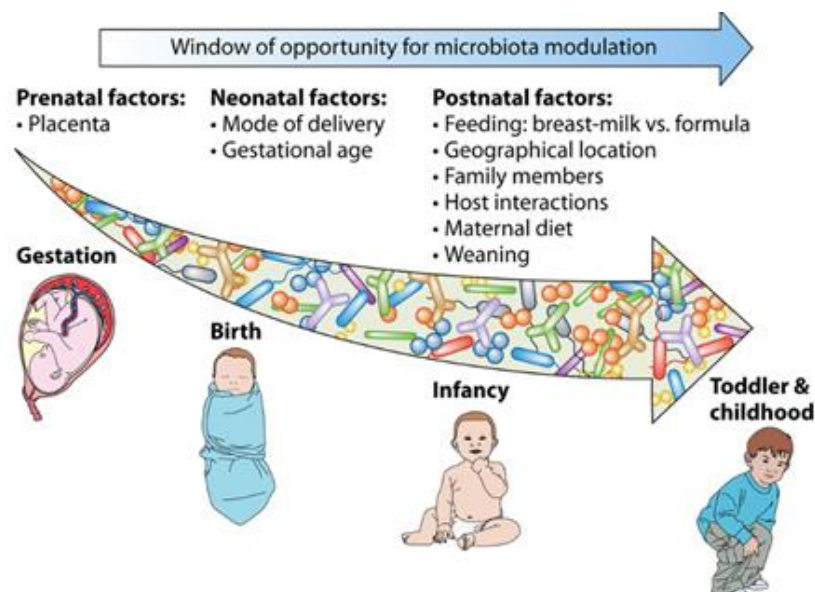 Window of opportunity for microbiota modulation
Prenatal factors:
• Placenta
Neonatal factors:
• Mode of delivery
• Gestational age
Postnatal factors:
• Feeding: breast-milk vs. formula
• Geographical location
• Family members
• Host interactions
• Maternal diet
• Weaning
Gestation
Birth
Infancy
Toddler &
childhood